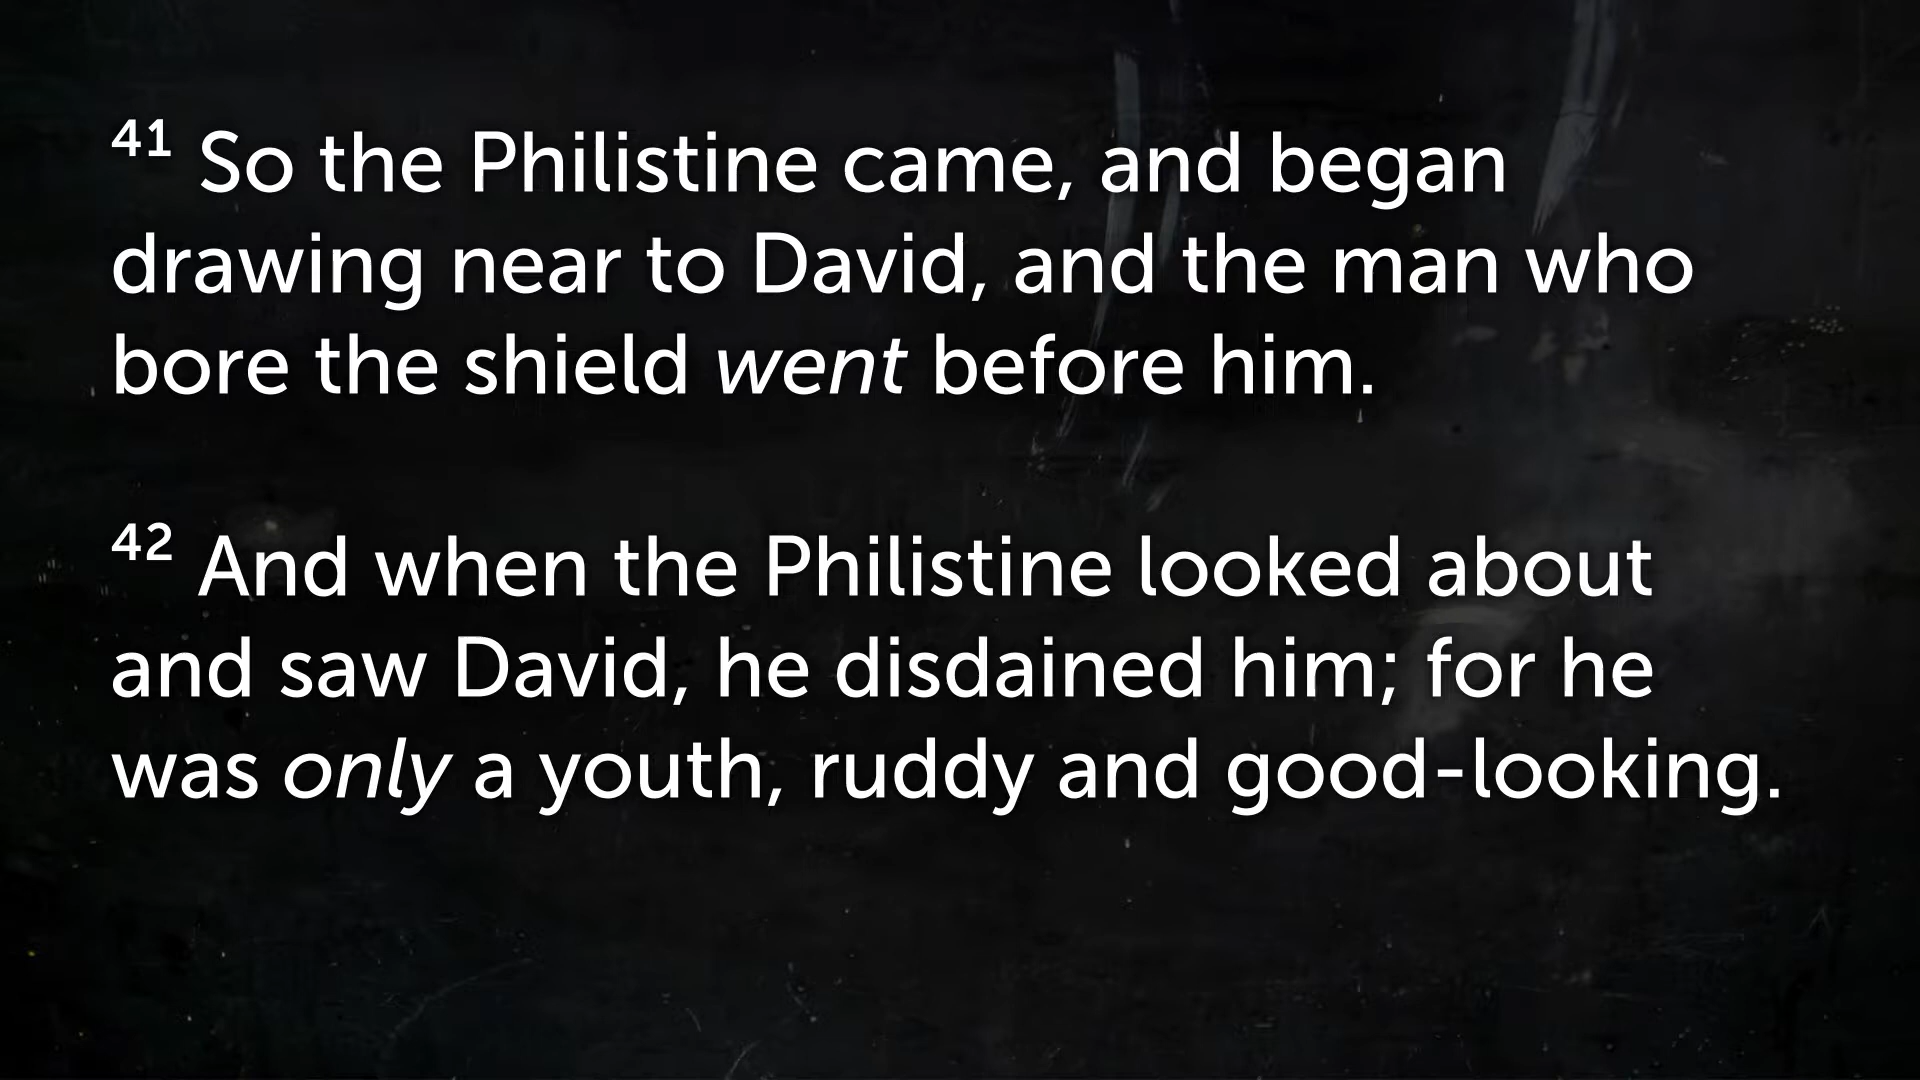 41 So the Philistine came, and began
drawing near to David, and the man who
bore the shield went before him.
42 And when the Philistine looked about
and saw David, he disdained him; for he
was only a youth, ruddy and good-looking.